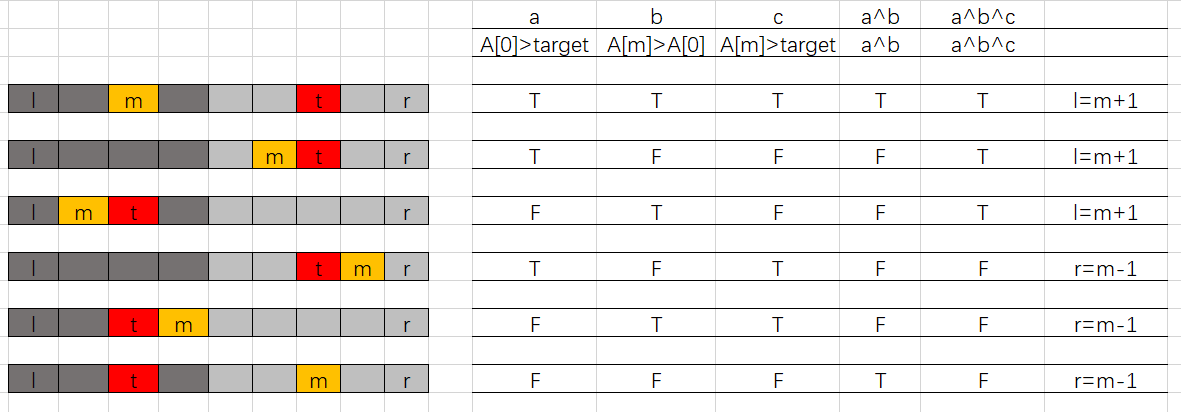 a b c a^b a^b^c
A[0]>target A[m]>A[0] A[m]>target a^b a^b^c
l m t r T T T T T l=m+1
l m t r T F F F T l=m+1
l m t r F T F F T l=m+1
l t m r T F T F F r=m-1
l t m r F T T F F r=m-1
l t m r F F F T F r=m-1